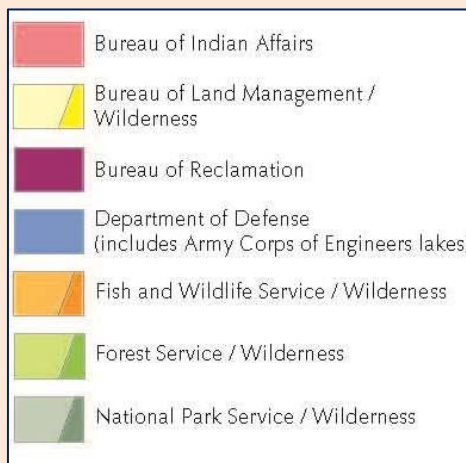 Bureau of Indian Affairs
Bureau of Land Management /
Wilderness
Bureau of Reclamation
Department of Defense
(includes Army Corps of Engineers lakes)
Fish and Wildlife Service / Wilderness
Forest Service / Wilderness
National Park Service / Wilderness